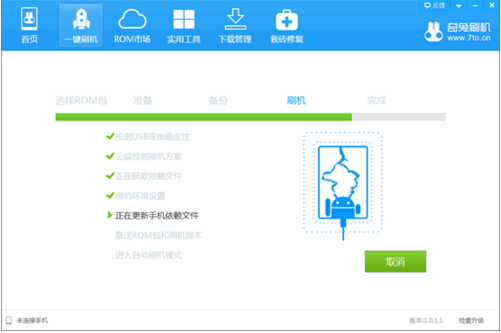 反馈
首页
一键刷机
ROM市场
实用工具
下载管理
救砖修复
奇兔刷机
www.7to.cn
选择ROM包
准备
备份
刷机
完成
检测USB连接稳定性
云端检测刷机方案
正在获取依赖文件
刷机环境设置
正在更新手机依赖文件
推送ROM包和刷机脚本
进入自动刷机模式
取消
未连接手机
版本:1.0.1.1
检查升级